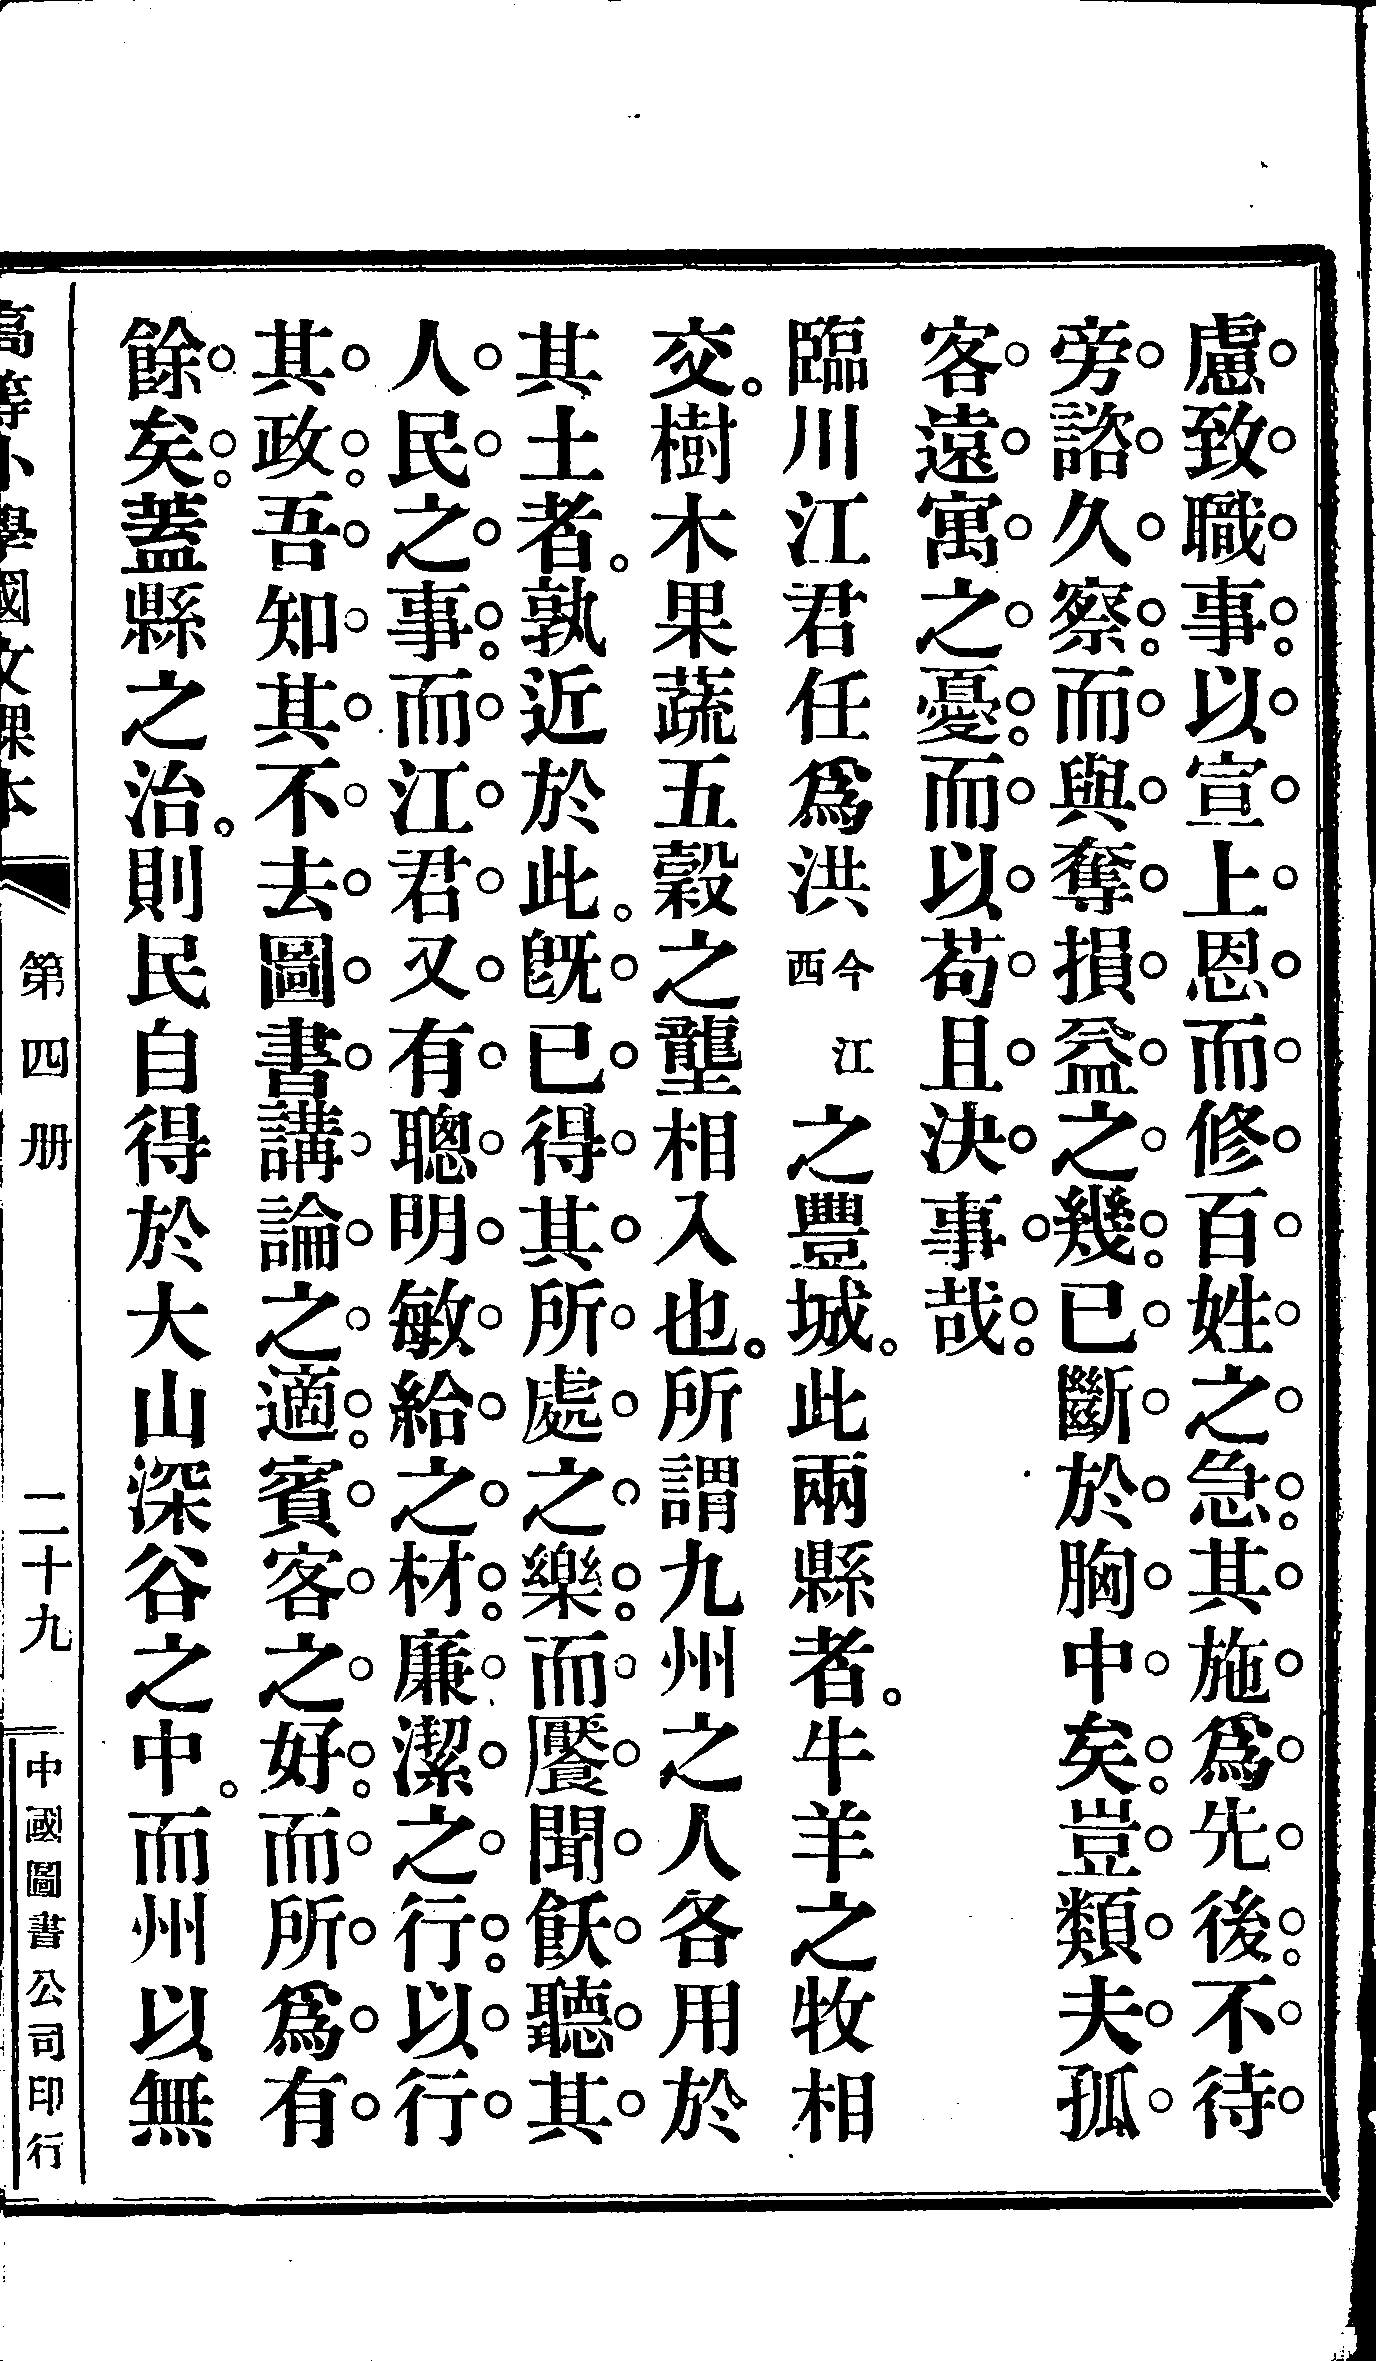 慮致職事以宣上恩而修百姓之急其施爲先後不待
旁諮久察而與奪損益之幾已斷於胸中矣豈類夫孤
客遠寓之憂而以苟且決事哉
臨川江君任爲洪今江西之豐城此兩縣者牛羊之牧相
交樹木果蔬五穀之壟相入也所謂九州之人各用於
其土者孰近於此旣已得其所處之樂而饜聞飫聽其
人民之事而江君又有聰明敏給之材廉潔之行以行
其政吾知其不去圖書講論之適賓客之好而所爲有
餘矣蓋縣之治則民自得於大山深谷之中而州以無
高等小學國文課本
第四册
二十九
中國圖書公司印行